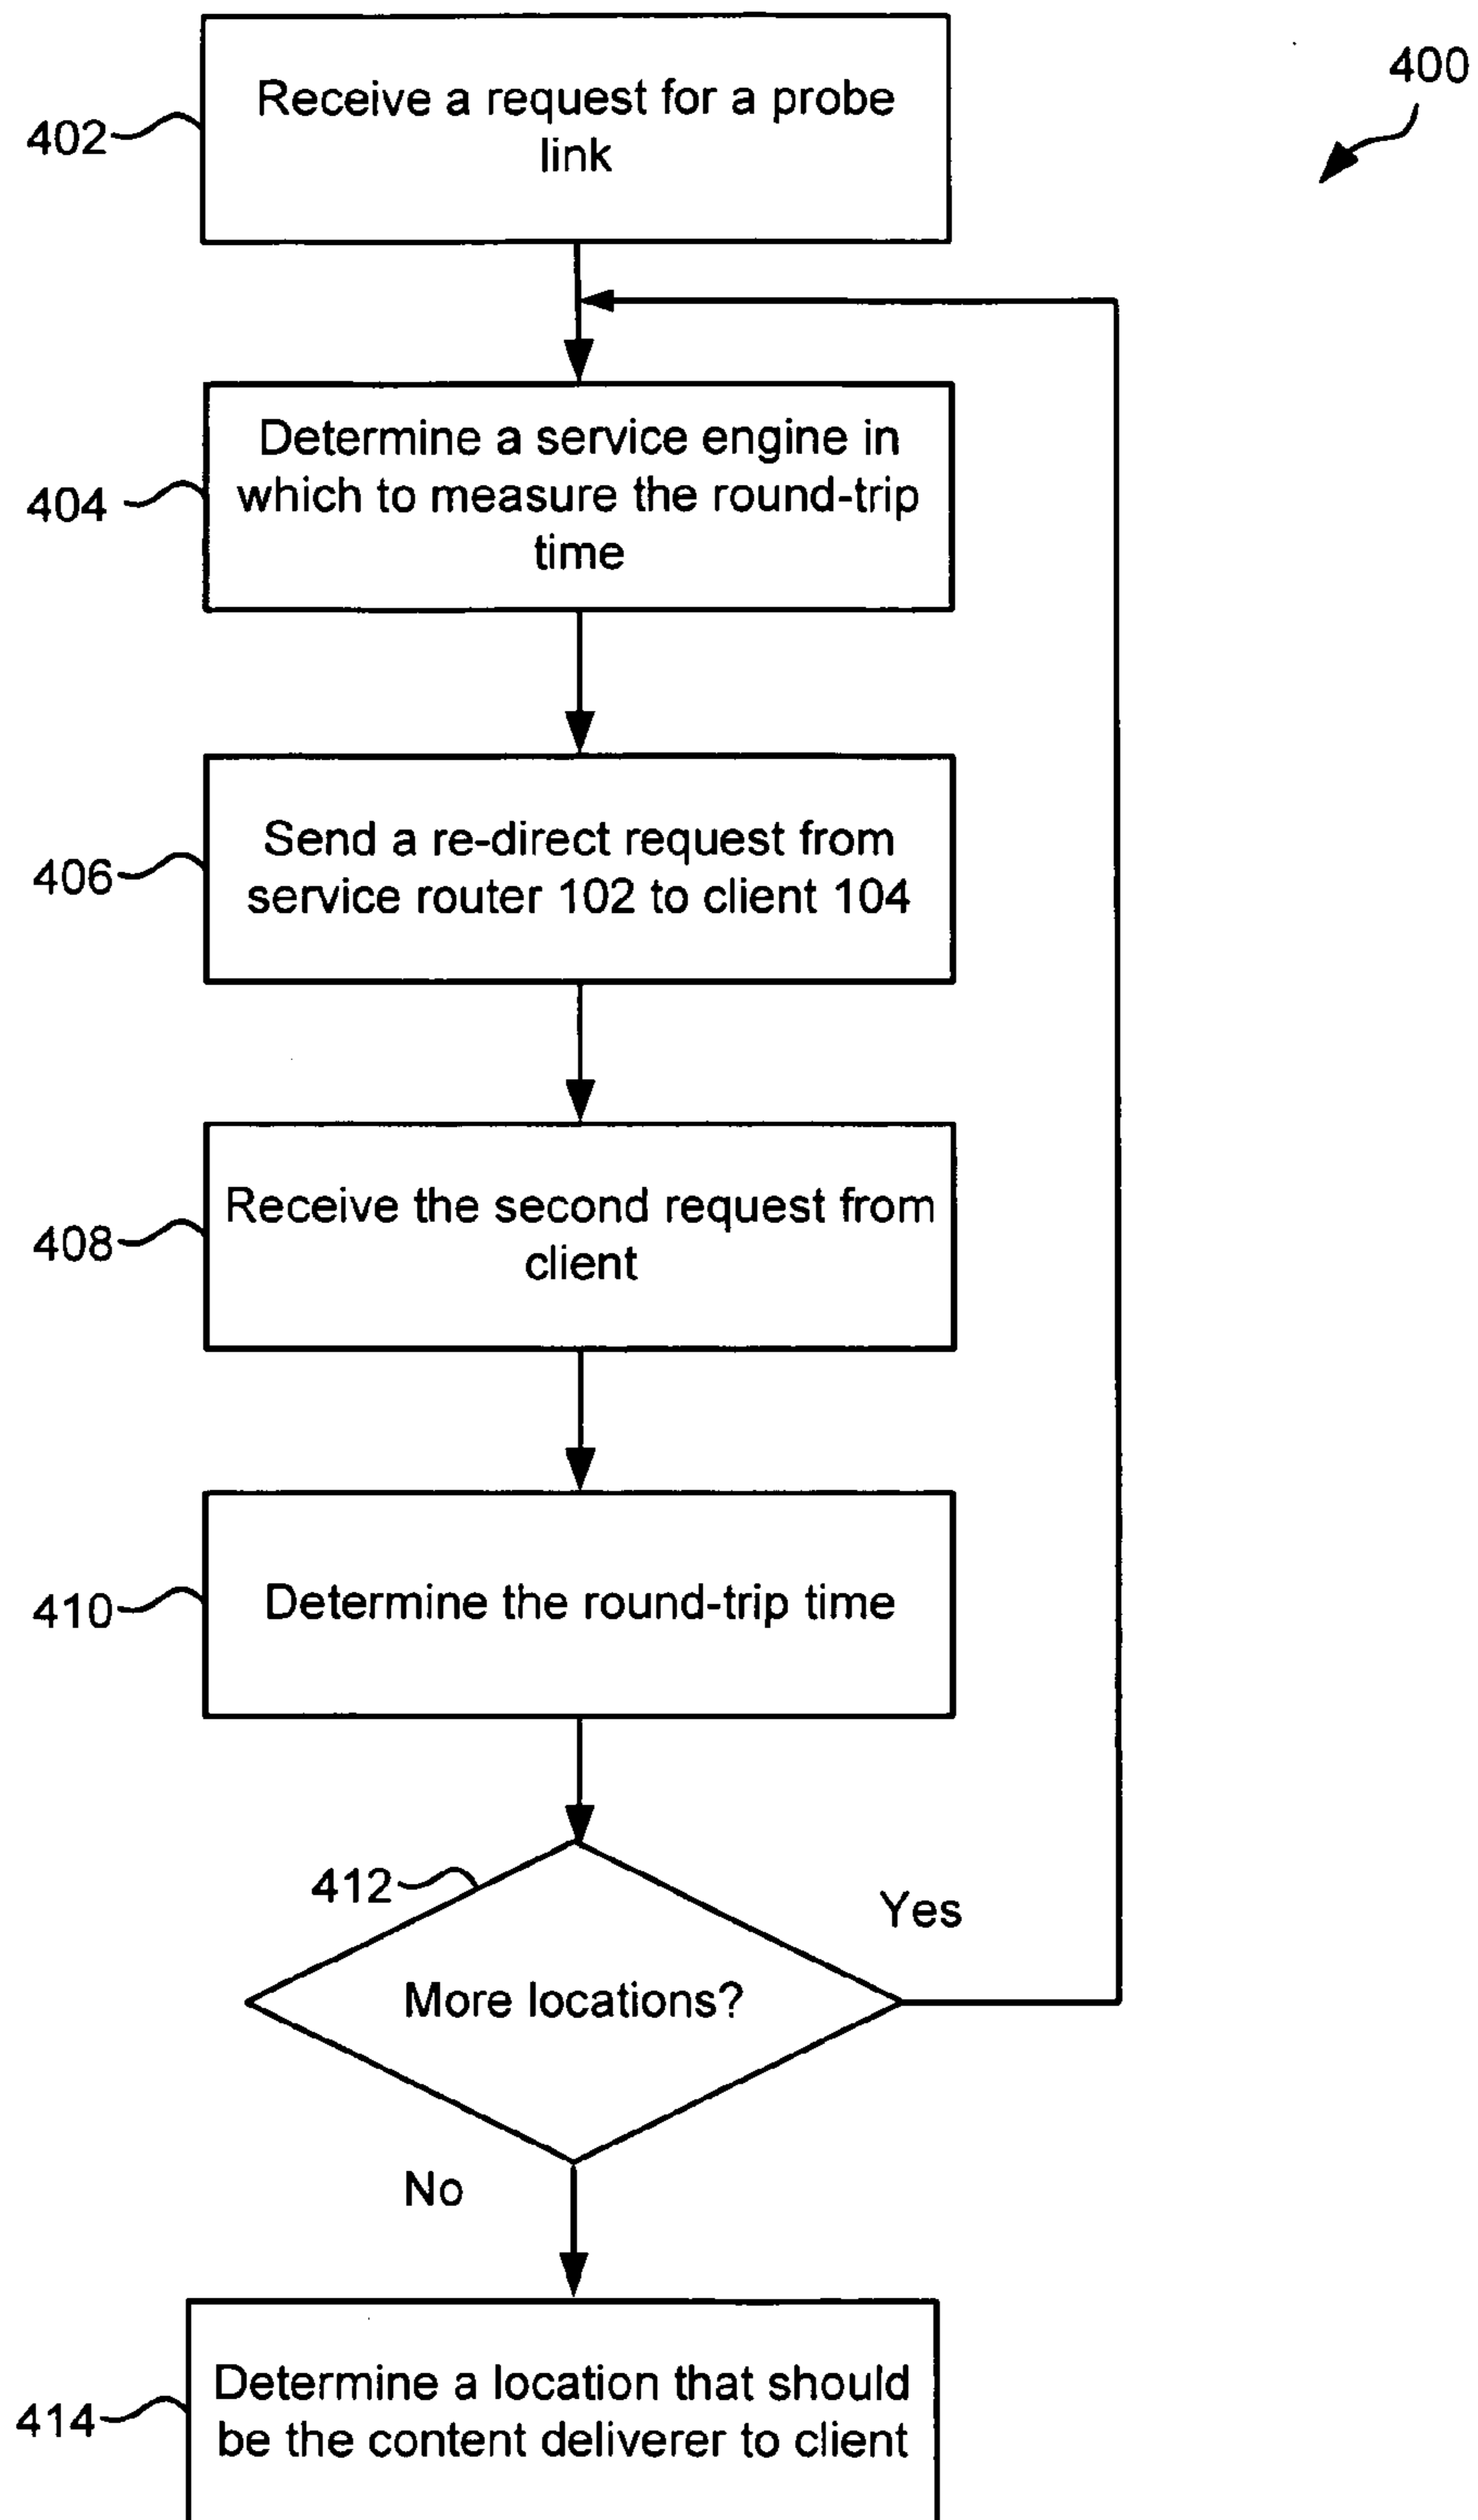 400
402
Receive a request for a probe
link
404
Determine a service engine in
which to measure the round-trip
time
406
Send a re-direct request from
service router 102 to client 104
408
Receive the second request from
client
410
Determine the round-trip time
412
More locations?
Yes
No
414
Determine a location that should
be the content deliverer to client